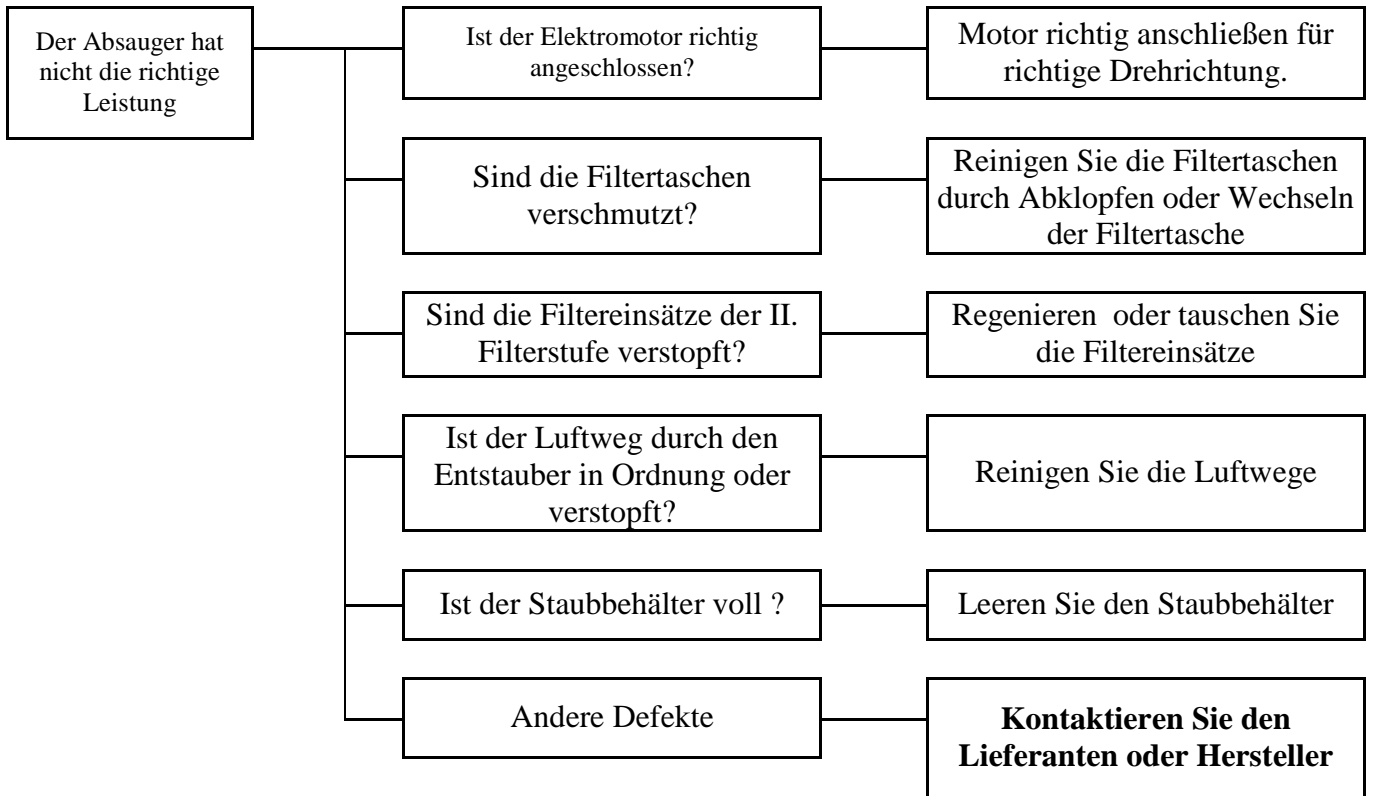 Der Absauger hat
nicht die richtige
Leistung
Ist der Elektromotor richtig
angeschlossen?
Motor richtig anschließen für
richtige Drehrichtung.
Sind die Filtertaschen
verschmutzt?
Reinigen Sie die Filtertaschen
durch Abklopfen oder Wechseln
der Filtertasche
Sind die Filtereinsätze der II.
Filterstufe verstopft?
Regenieren oder tauschen Sie
die Filtereinsätze
Ist der Luftweg durch den
Entstauber in Ordnung oder
verstopft?
Reinigen Sie die Luftwege
Ist der Staubbehälter voll ?
Leeren Sie den Staubbehälter
Andere Defekte
Kontaktieren Sie den
Lieferanten oder Hersteller